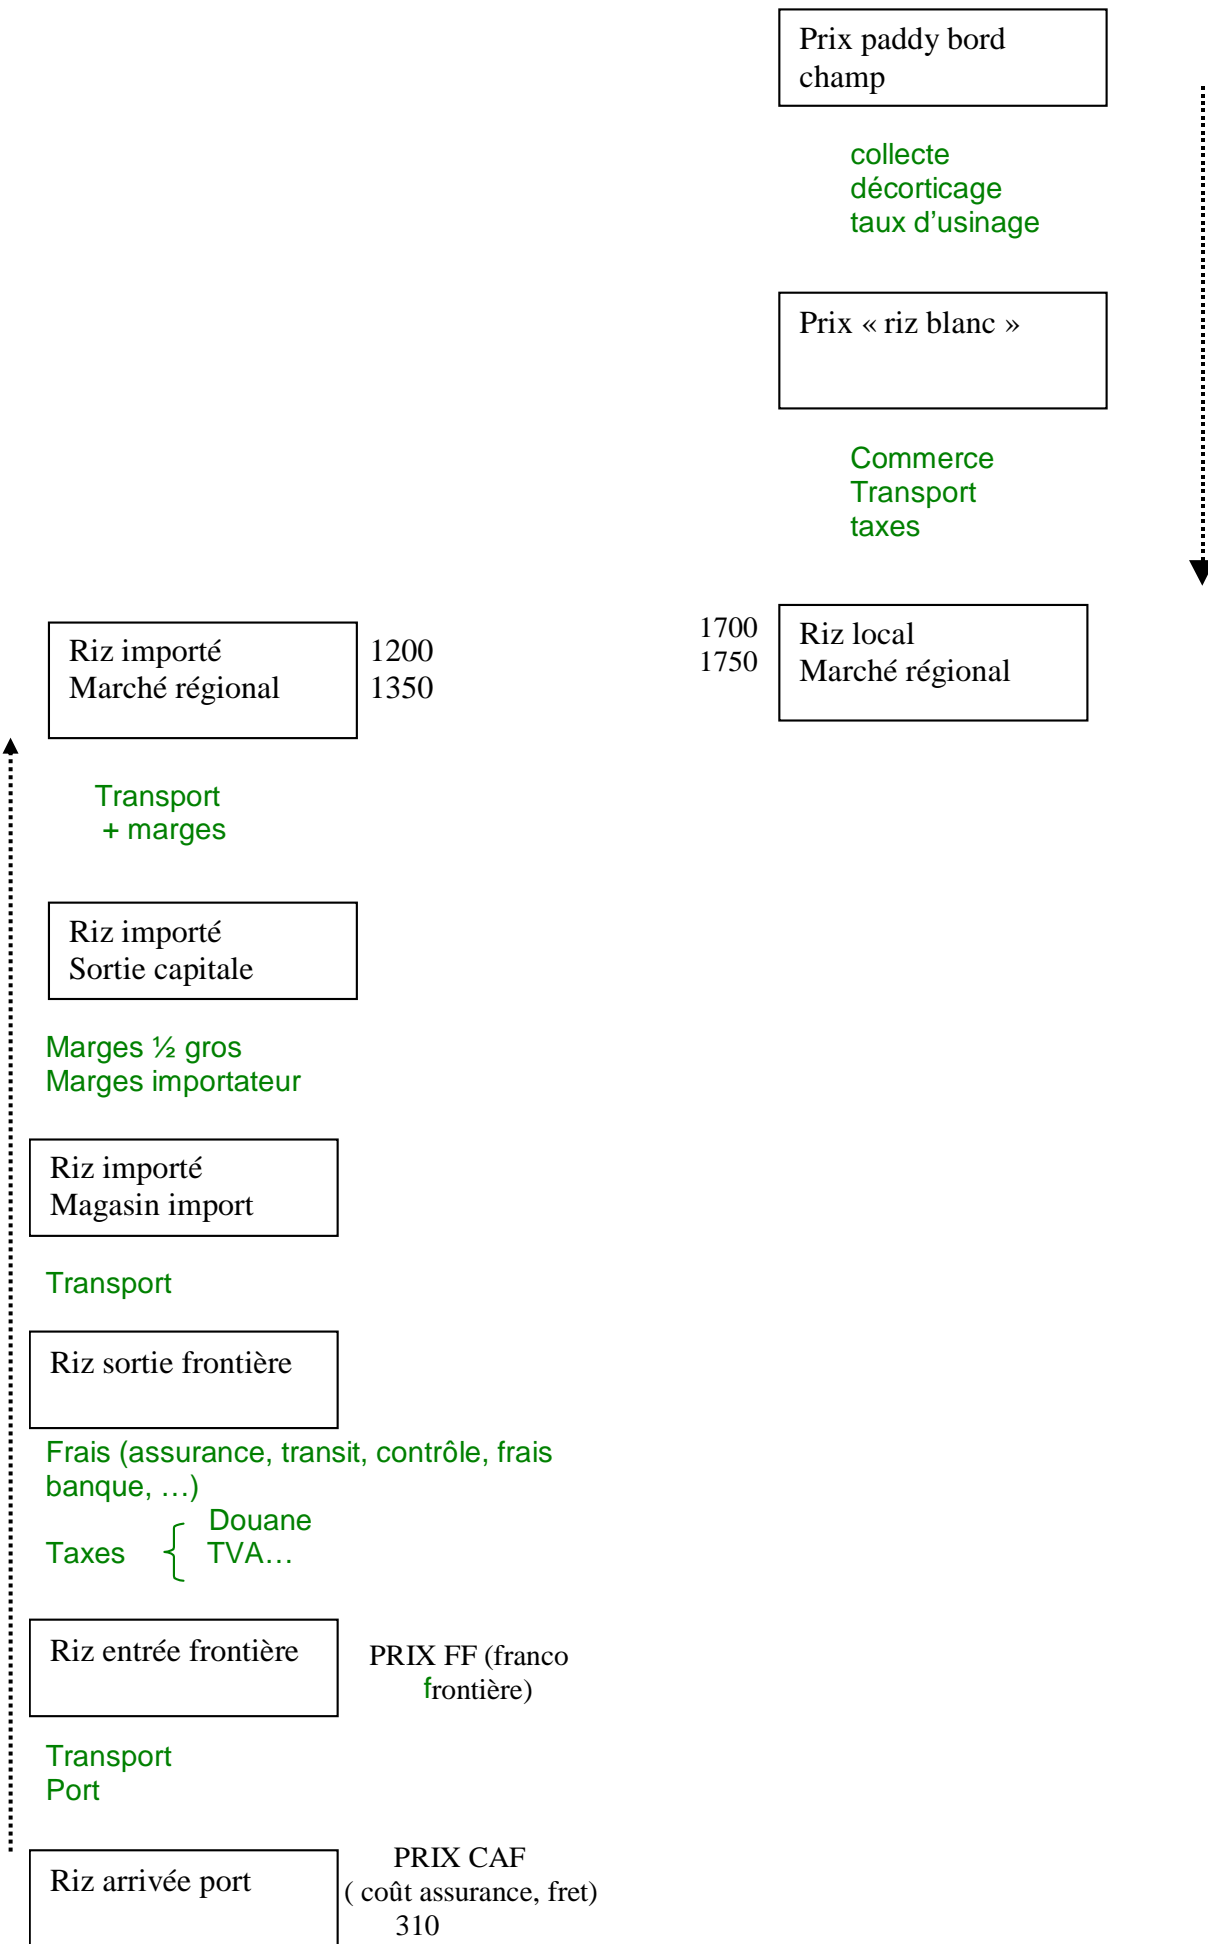 Prix paddy bord
champ
collecte
décorticage
taux d’usinage
Prix « riz blanc »
Commerce
Transport
taxes
1700
1750
Riz local
Marché régional
Riz importé
Marché régional
1200
1350
Transport
+ marges
Riz importé
Sortie capitale
Marges ½ gros
Marges importateur
Riz importé
Magasin import
Transport
Riz sortie frontière
Frais (assurance, transit, contrôle, frais
banque, …)
Taxes
Douane
TVA…
Riz entrée frontière
PRIX FF (franco
frontière)
Transport
Port
Riz arrivée port
PRIX CAF
( coût assurance, fret)
310